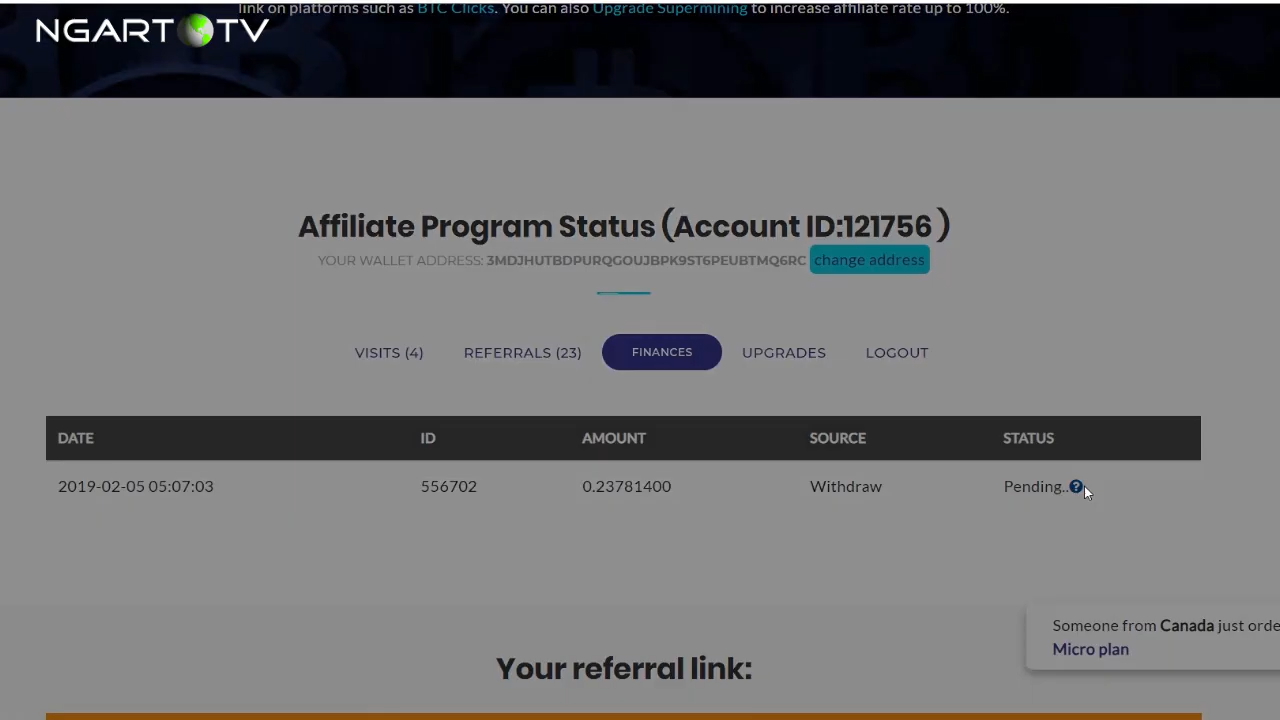 link on platforms such as BTC Clicks. You can also Upgrade Supermining to increase affiliate rate up to 100%.
NGART TV
Affiliate Program Status (Account ID:121756 )
YOUR WALLET ADDRESS: 3MDJHUTBDPURQGOUJBPK9ST6PEUBTMQ6RC change address
VISITS (4) REFERRALS (23) FINANCES UPGRADES LOGOUT
DATE ID AMOUNT SOURCE STATUS
2019-02-05 05:07:03 556702 0.23781400 Withdraw Pending..
Someone from Canada just orde
Micro plan
Your referral link: